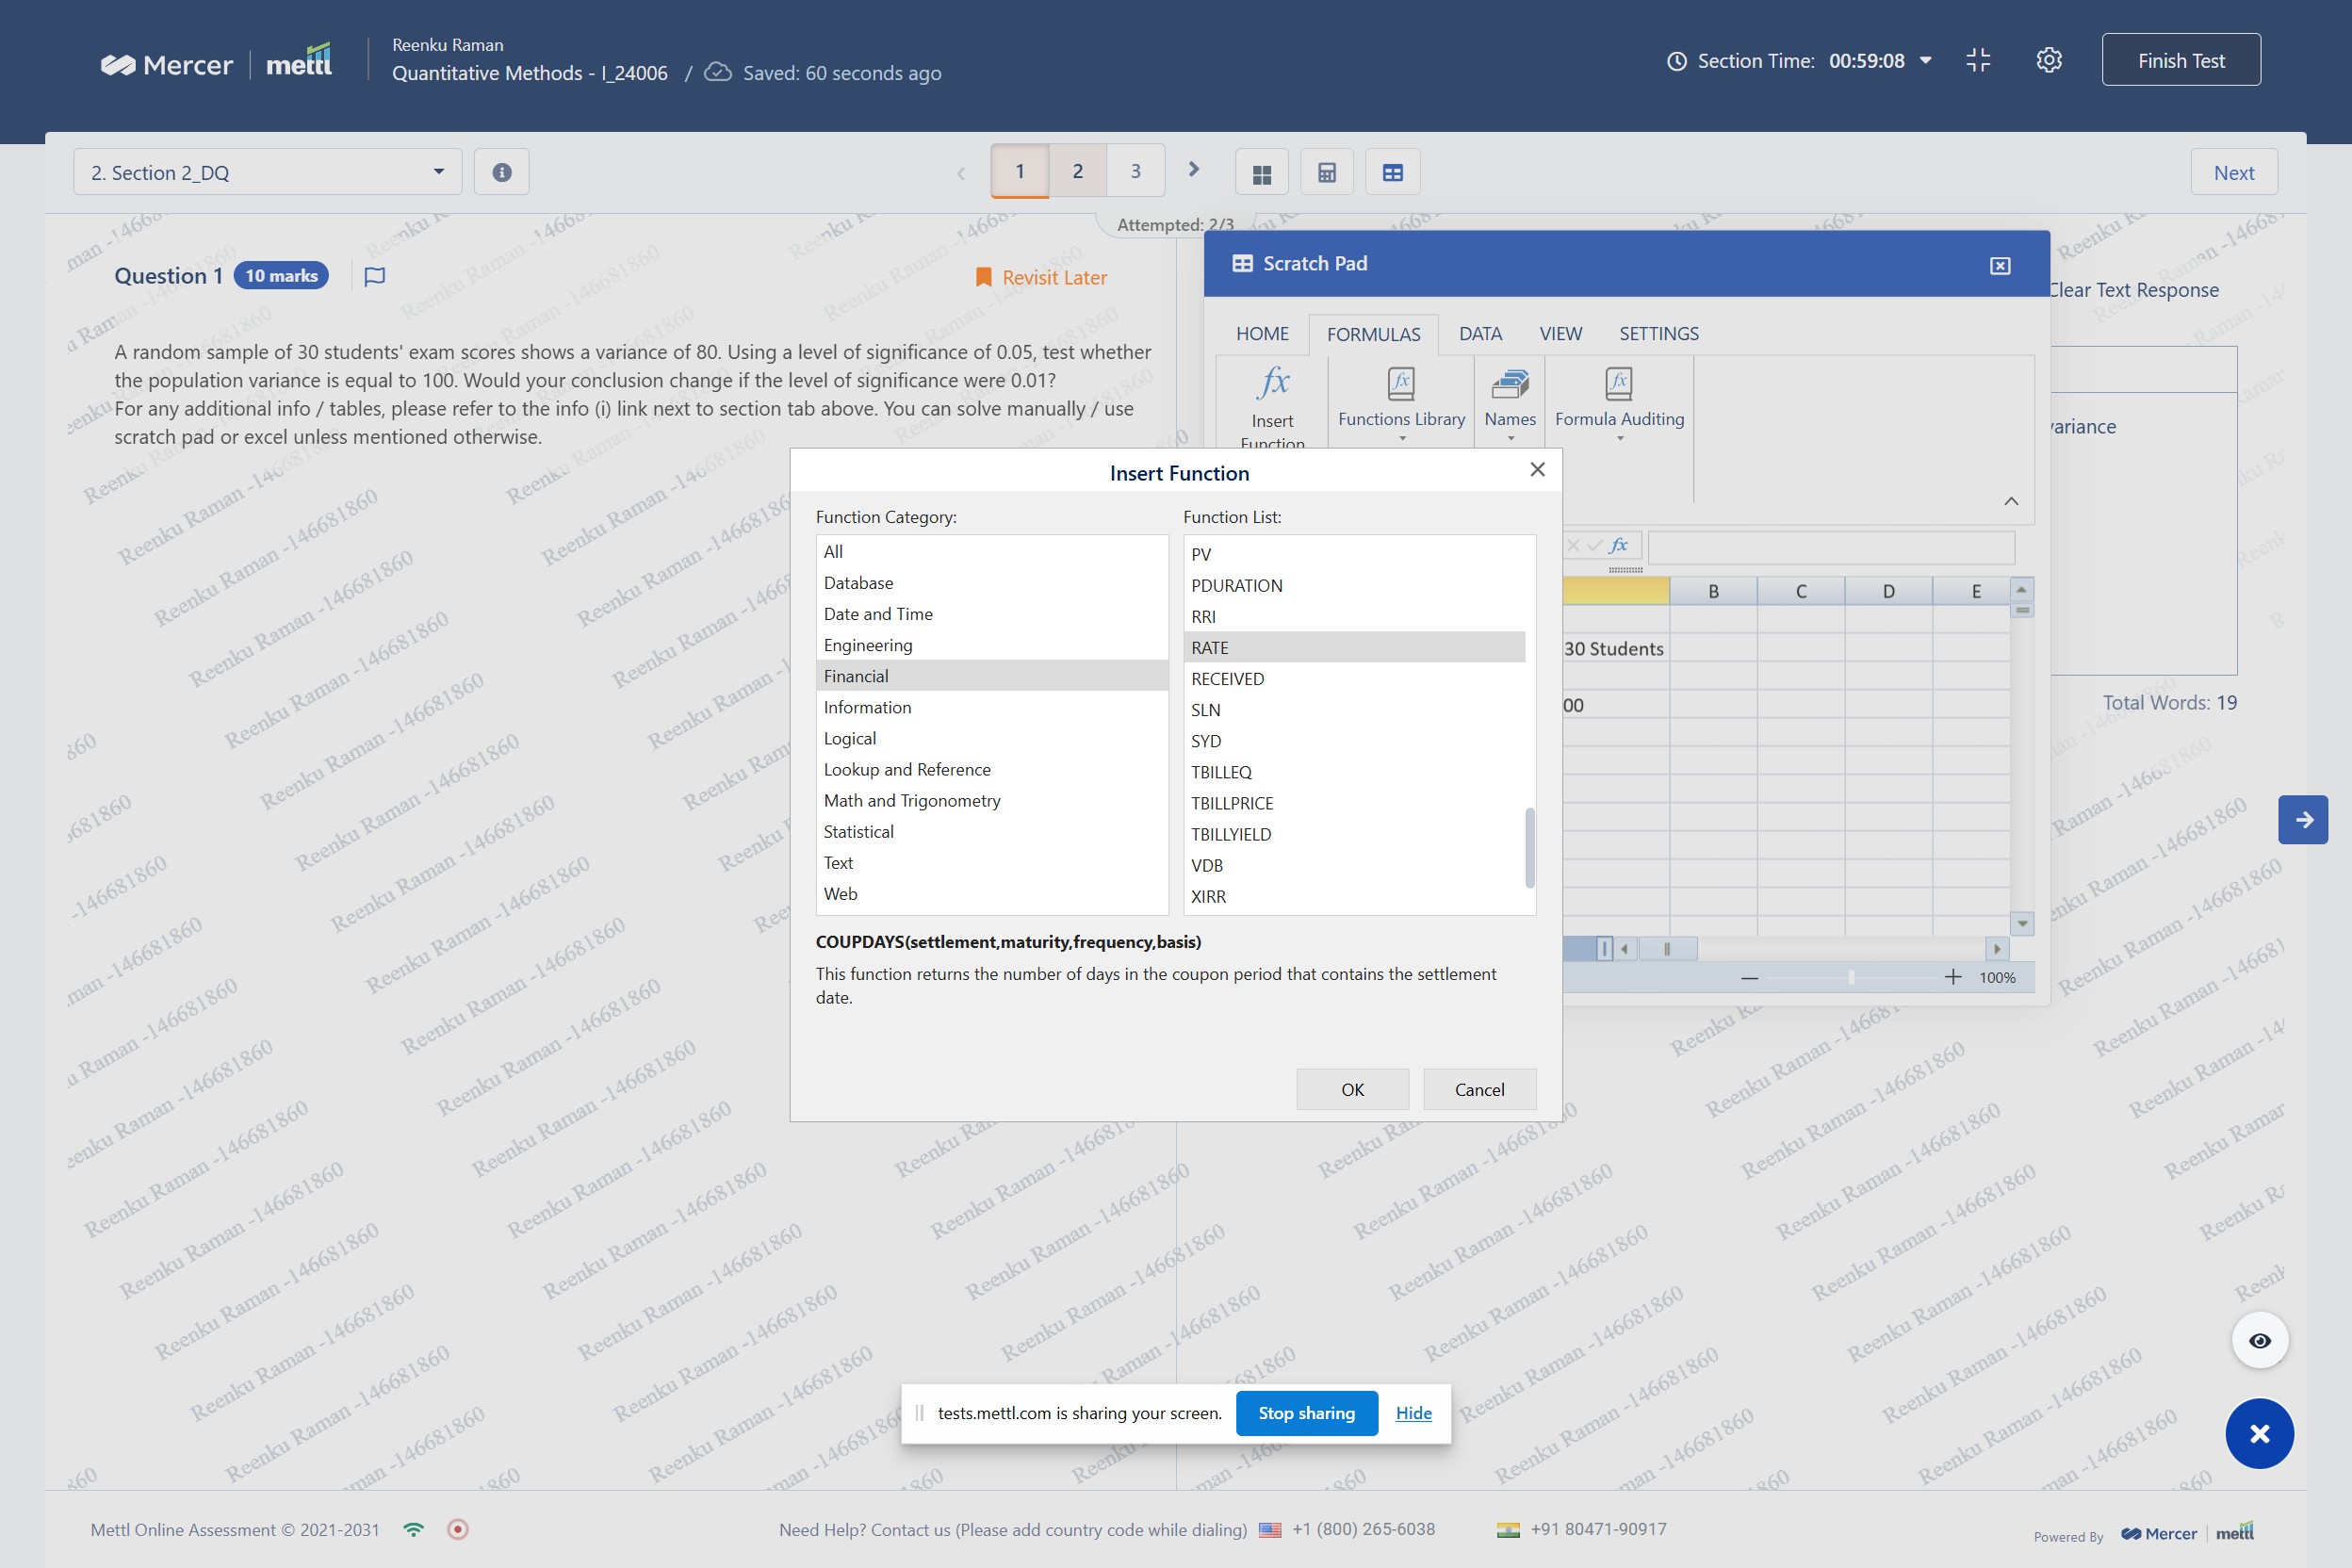 Mercer | mettl
Reenku Raman
Quantitative Methods - I_24006 / Saved: 60 seconds ago
Section Time: 00:59:08
Finish Test
2. Section 2_DQ
1 2 3
Next
Attempted: 2/3
Question 1 10 marks
Revisit Later
A random sample of 30 students' exam scores shows a variance of 80. Using a level of significance of 0.05, test whether
the population variance is equal to 100. Would your conclusion change if the level of significance were 0.01?
For any additional info / tables, please refer to the info (i) link next to section tab above. You can solve manually / use
scratch pad or excel unless mentioned otherwise.
Scratch Pad
Clear Text Response
HOME FORMULAS DATA VIEW SETTINGS
Insert
Function
Functions Library
Names
Formula Auditing
variance
Insert Function
Function Category:
All
Database
Date and Time
Engineering
Financial
Information
Logical
Lookup and Reference
Math and Trigonometry
Statistical
Text
Web
Function List:
PV
PDURATION
RRI
RATE
RECEIVED
SLN
SYD
TBILLEQ
TBILLPRICE
TBILLYIELD
VDB
XIRR
COUPDAYS(settlement,maturity,frequency,basis)
This function returns the number of days in the coupon period that contains the settlement
date.
OK Cancel
fx
B C D E
30 Students
00
100%
Total Words: 19
Reenku Raman -146681860
tests.mettl.com is sharing your screen. Stop sharing Hide
Mettl Online Assessment © 2021-2031
Need Help? Contact us (Please add country code while dialing) +1 (800) 265-6038 +91 80471-90917
Powered By Mercer | mettl